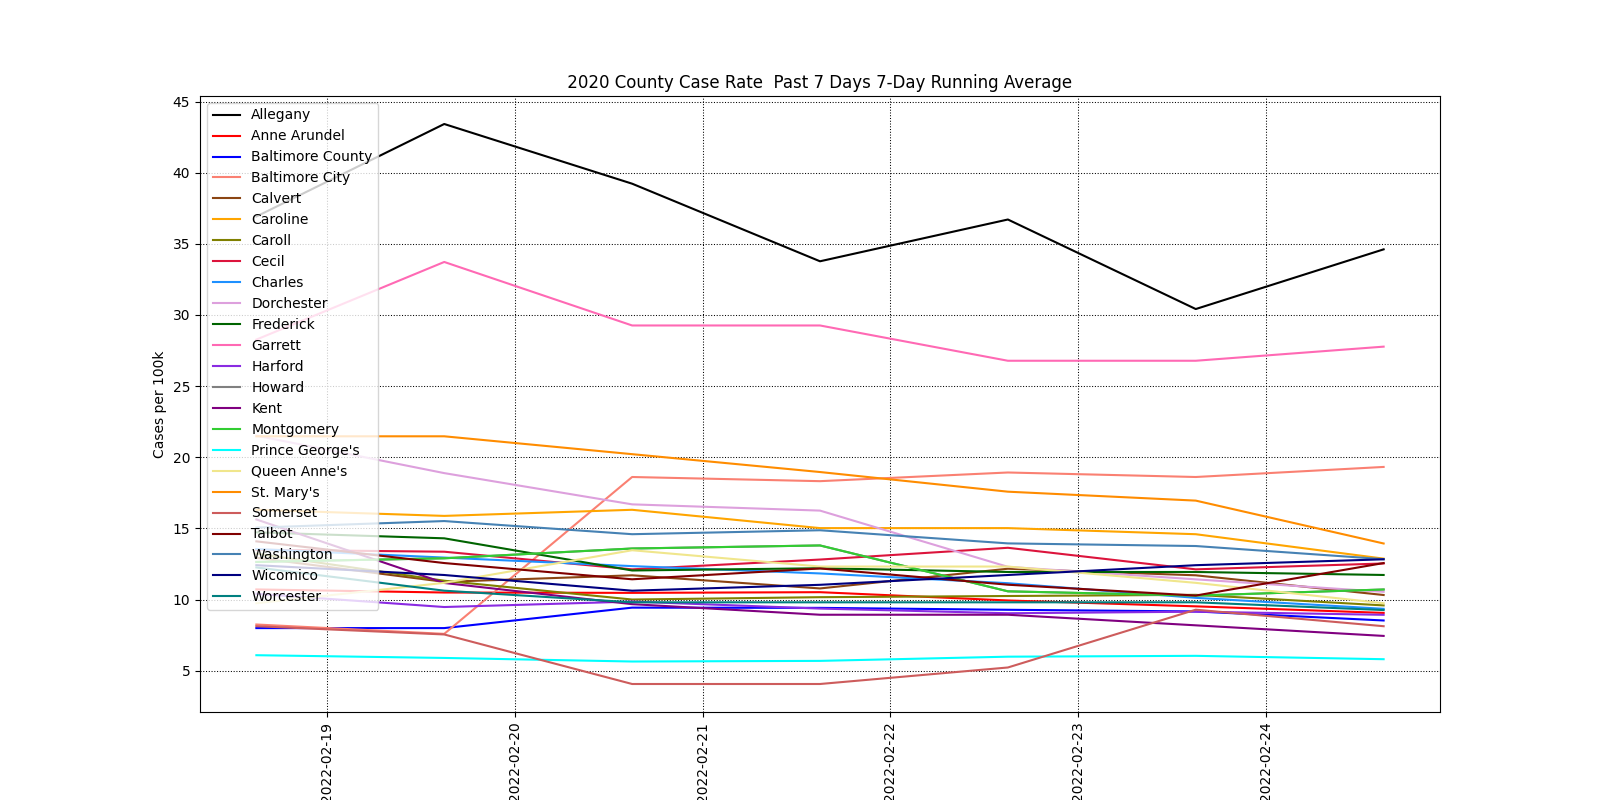 2020 County Case Rate  Past 7 Days 7-Day Running Average
45
40
35
30
25
20
15
10
5
Cases per 100k
Allegany
Anne Arundel
Baltimore County
Baltimore City
Calvert
Caroline
Caroll
Cecil
Charles
Dorchester
Frederick
Garrett
Harford
Howard
Kent
Montgomery
Prince George's
Queen Anne's
St. Mary's
Somerset
Talbot
Washington
Wicomico
Worcester
2022-02-19
2022-02-20
2022-02-21
2022-02-22
2022-02-23
2022-02-24